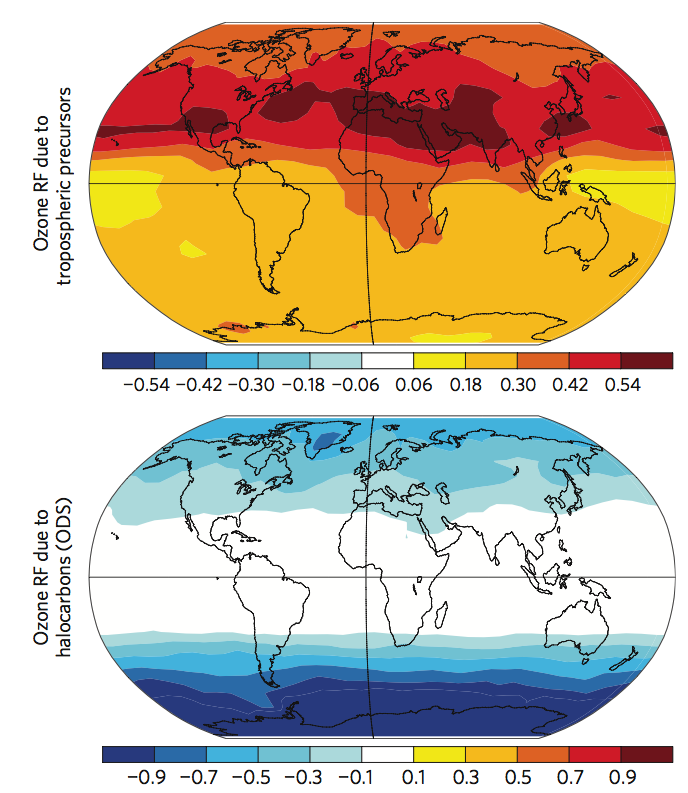 Ozone RF due to
tropospheric precursors
−0.54 −0.42 −0.30 −0.18 −0.06 0.06 0.18 0.30 0.42 0.54
Ozone RF due to
halocarbons (ODS)
−0.9 −0.7 −0.5 −0.3 −0.1 0.1 0.3 0.5 0.7 0.9